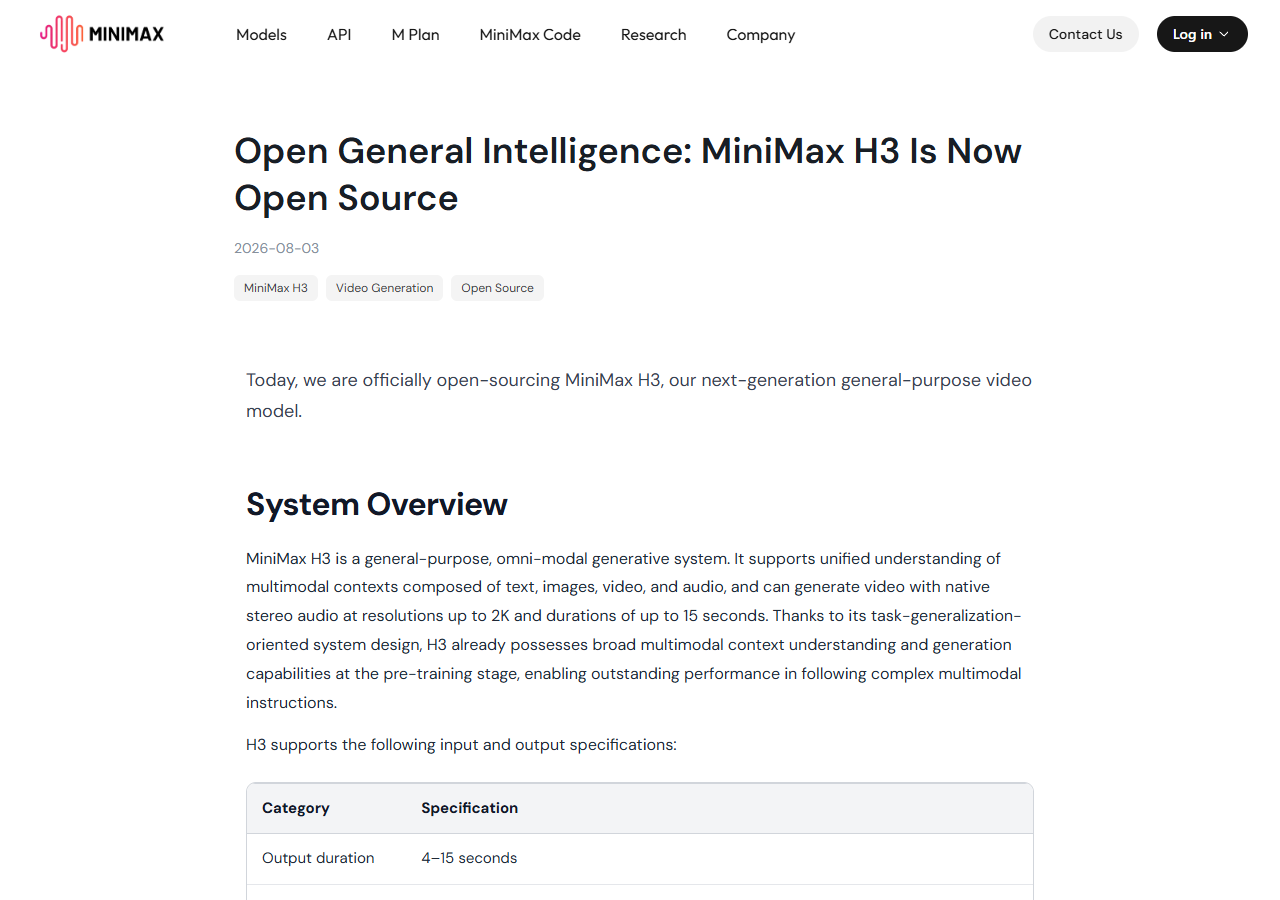 MINIMAX
Models
API
M Plan
MiniMax Code
Research
Company
Contact Us
Log in
Open General Intelligence: MiniMax H3 Is Now
Open Source
2026-08-03
MiniMax H3
Video Generation
Open Source
Today, we are officially open-sourcing MiniMax H3, our next-generation general-purpose video
model.
System Overview
MiniMax H3 is a general-purpose, omni-modal generative system. It supports unified understanding of
multimodal contexts composed of text, images, video, and audio, and can generate video with native
stereo audio at resolutions up to 2K and durations of up to 15 seconds. Thanks to its task-generalization-
oriented system design, H3 already possesses broad multimodal context understanding and generation
capabilities at the pre-training stage, enabling outstanding performance in following complex multimodal
instructions.
H3 supports the following input and output specifications:
Category Specification
Output duration 4–15 seconds